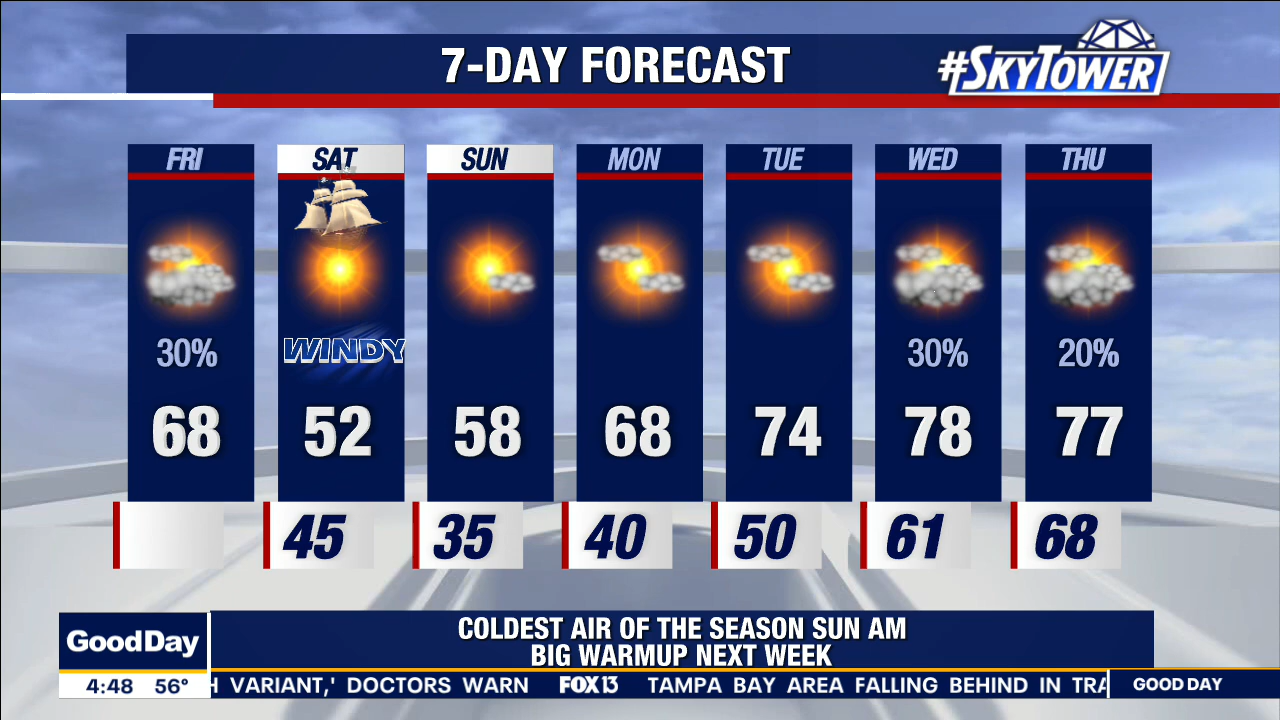 7-DAY FORECAST
#SKYTOWER
FRI SAT SUN MON TUE WED THU
30% WINDY 30% 20%
68 52 58 68 74 78 77
45 35 40 50 61 68
COLDEST AIR OF THE SEASON SUN AM
BIG WARMUP NEXT WEEK
GoodDay
4:48 56° H VARIANT,' DOCTORS WARN FOX13 TAMPA BAY AREA FALLING BEHIND IN TRA GOOD DAY